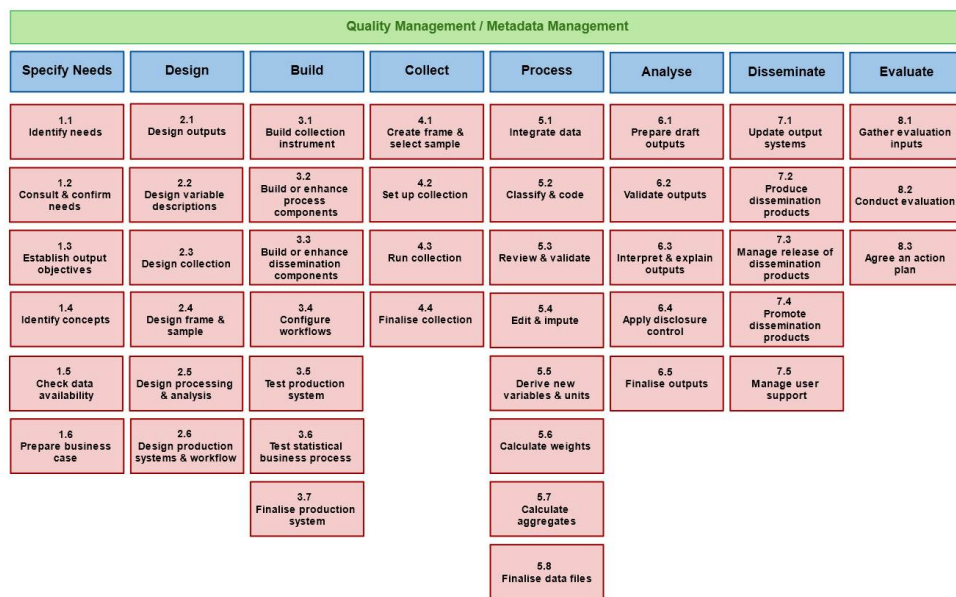 Quality Management / Metadata Management
Specify Needs
Design
Build
Collect
Process
Analyse
Disseminate
Evaluate
1.1
Identify needs
2.1
Design outputs
3.1
Build collection
instrument
4.1
Create frame &
select sample
5.1
Integrate data
6.1
Prepare draft
outputs
7.1
Update output
systems
8.1
Gather evaluation
inputs
1.2
Consult & confirm
needs
2.2
Design variable
descriptions
3.2
Build or enhance
process
components
4.2
Set up collection
5.2
Classify & code
6.2
Validate outputs
7.2
Produce
dissemination
products
8.2
Conduct evaluation
1.3
Establish output
objectives
2.3
Design collection
3.3
Build or enhance
dissemination
components
4.3
Run collection
5.3
Review & validate
6.3
Interpret & explain
outputs
7.3
Manage release of
dissemination
products
8.3
Agree an action
plan
1.4
Identify concepts
2.4
Design frame &
sample
3.4
Configure
workflows
4.4
Finalise collection
5.4
Edit & impute
6.4
Apply disclosure
control
7.4
Promote
dissemination
products
1.5
Check data
availability
2.5
Design processing
& analysis
3.5
Test production
system
5.5
Derive new
variables & units
6.5
Finalise outputs
7.5
Manage user
support
1.6
Prepare business
case
2.6
Design production
systems & workflow
3.6
Test statistical
business process
5.6
Calculate weights
3.7
Finalise production
system
5.7
Calculate
aggregates
5.8
Finalise data files